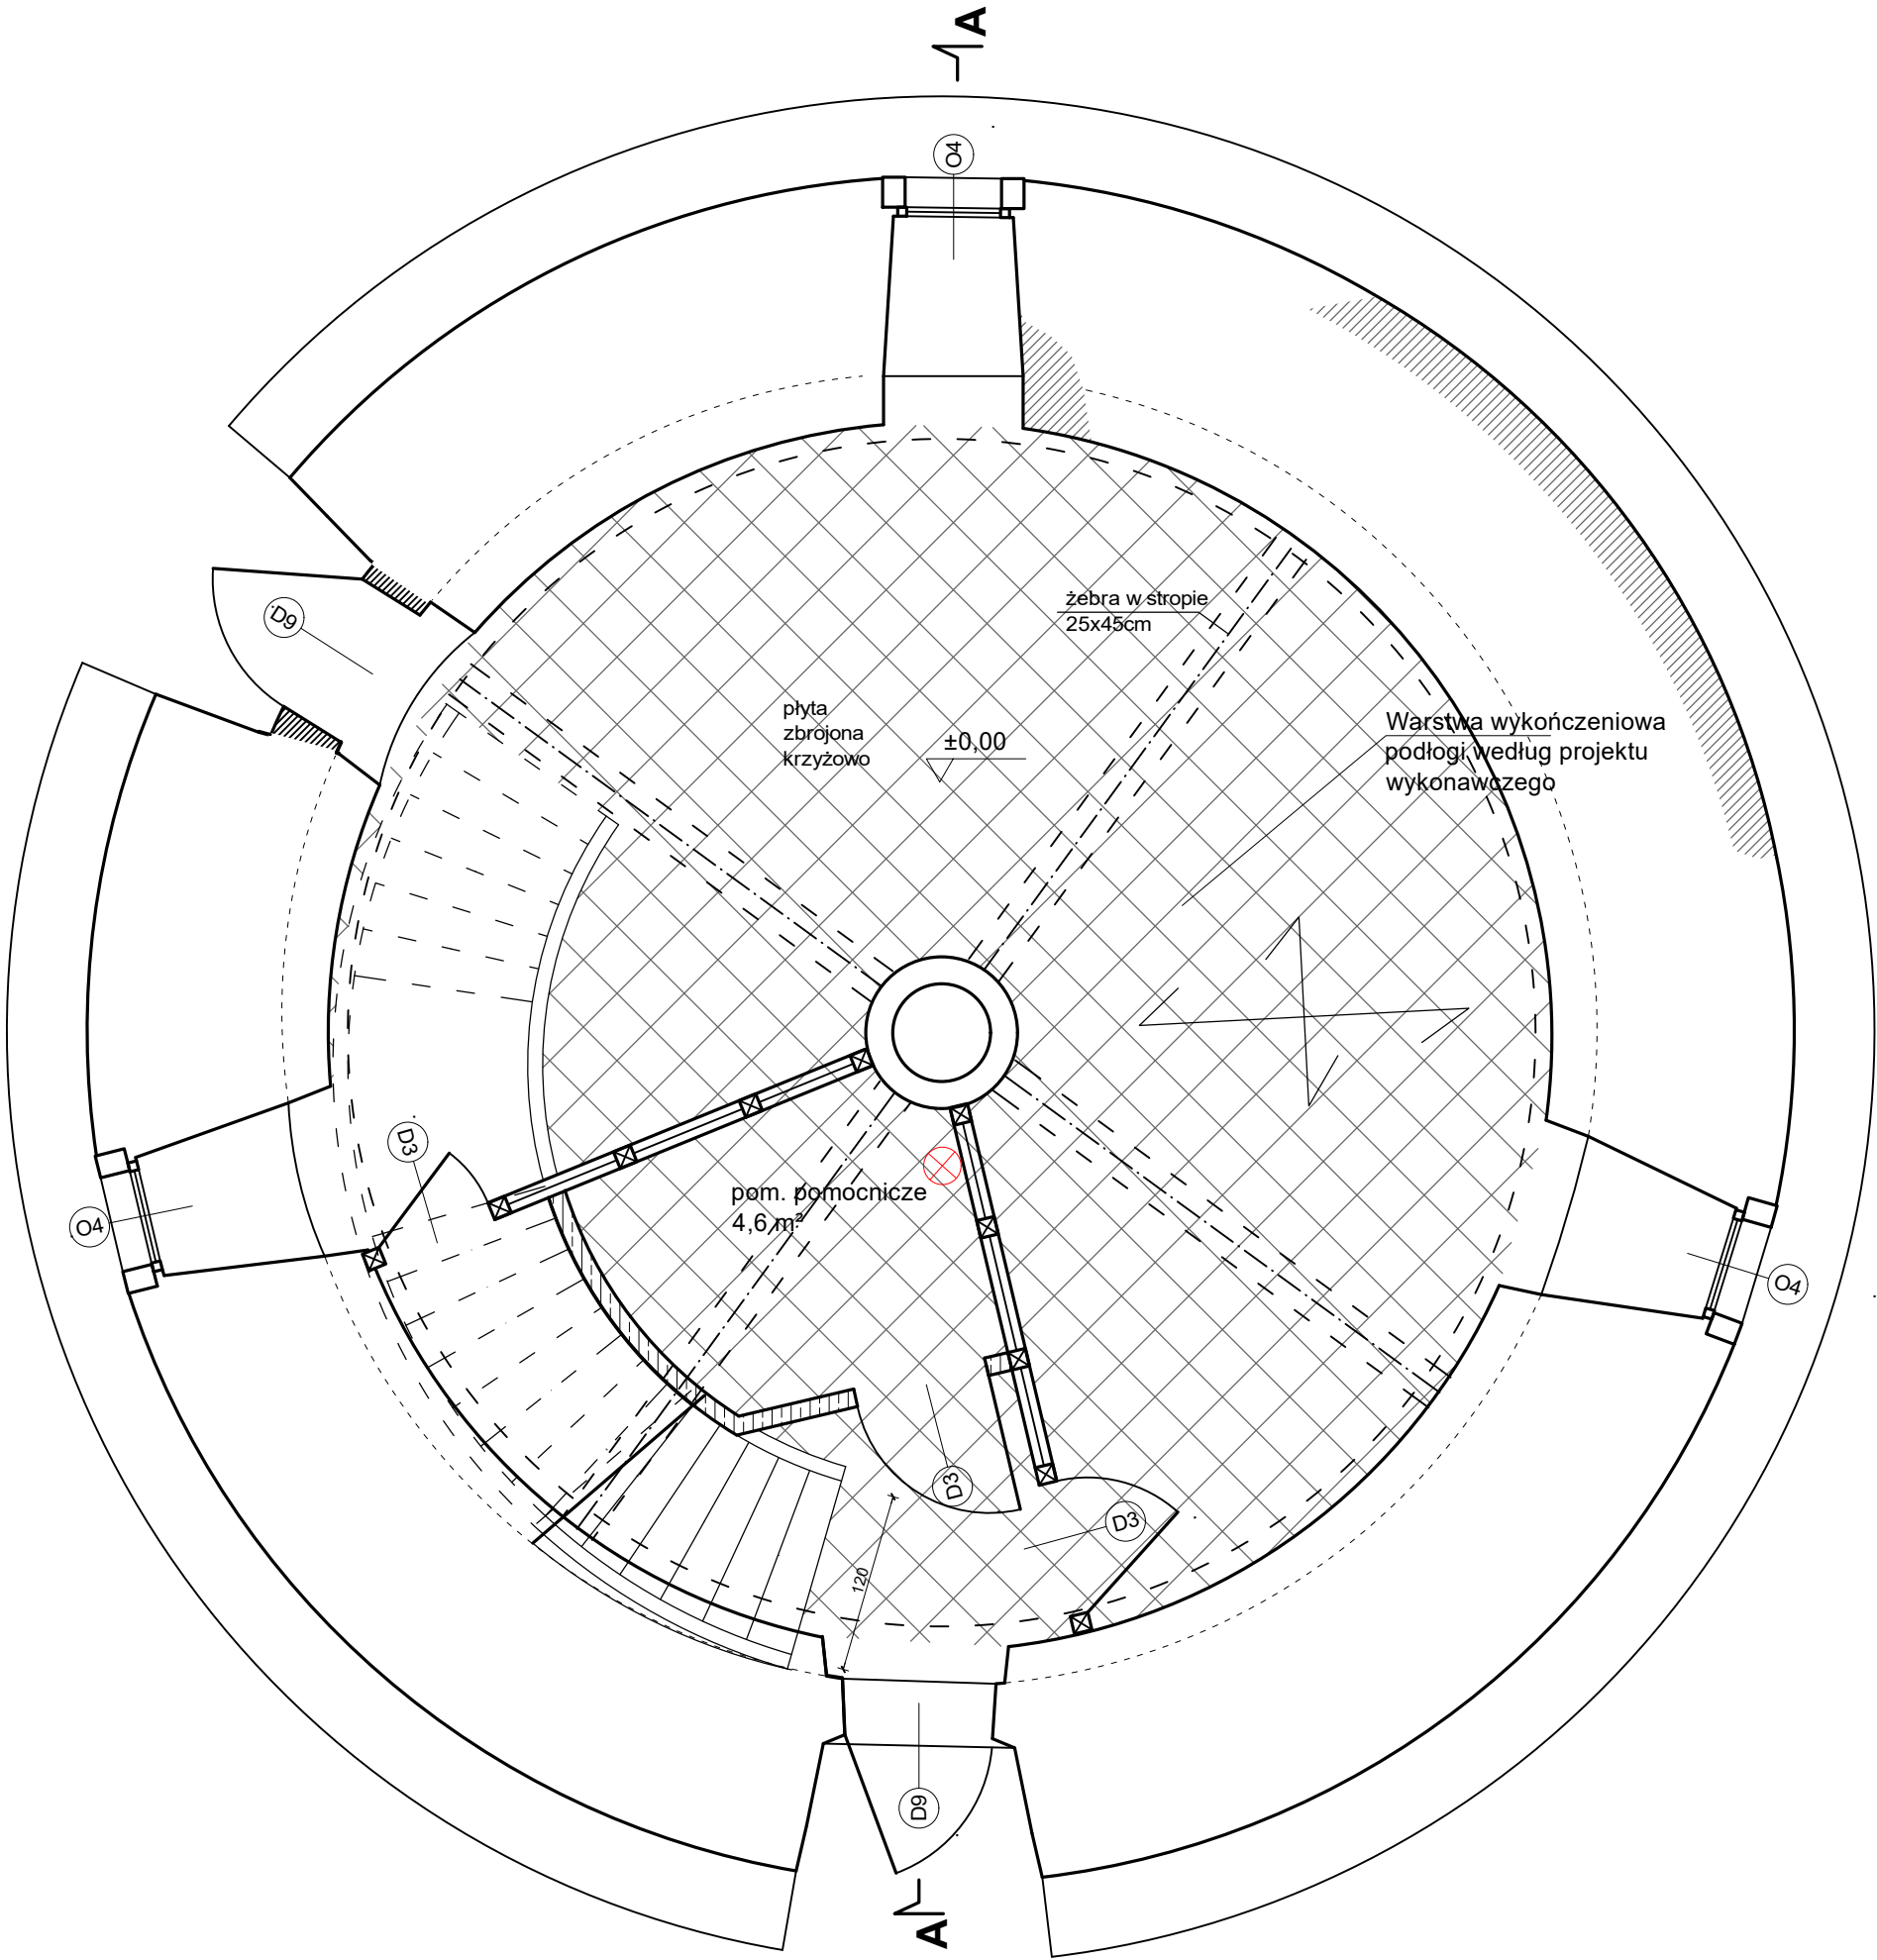 A
O4
D9
żebra w stropie
25x45cm
płyta
zbrojona
krzyżowo
±0,00
Warstwa wykończeniowa
podłogi według projektu
wykonawczego
D3
pom. pomocnicze
4,6 m²
O4
O4
D3
D3
120
D9
A